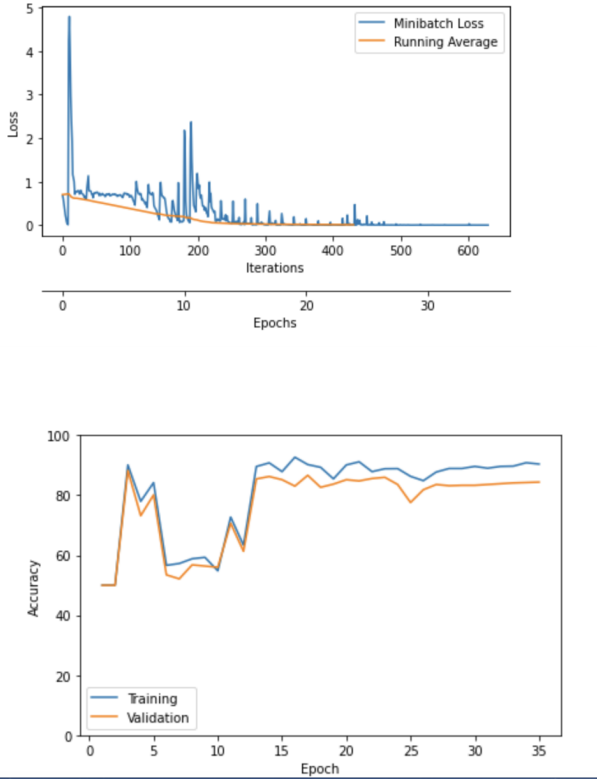 5
4
3
2
1
0
Loss
Minibatch Loss
Running Average
0 100 200 300 400 500 600
Iterations
0 10 20 30
Epochs
100
80
60
40
20
0
Accuracy
Training
Validation
0 5 10 15 20 25 30 35
Epoch